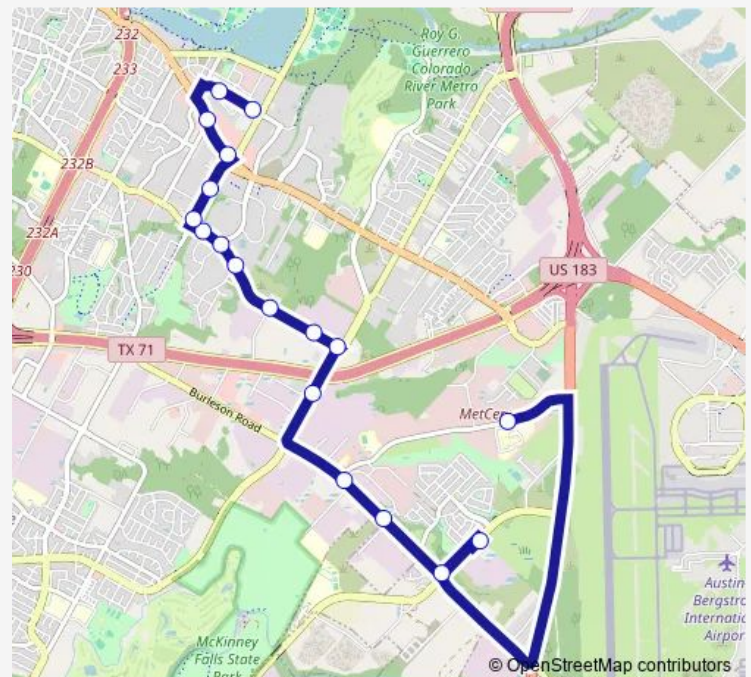 232
233
Roy G.
Guerrero
Colorado
River Metro
Park
232B
232A
230
US 183
TX 71
Burleson Road
MetCe
McKinney
Falls State
Park
Austin
Bergstro
Internatio
Airpor
© OpenStreetMap contributors